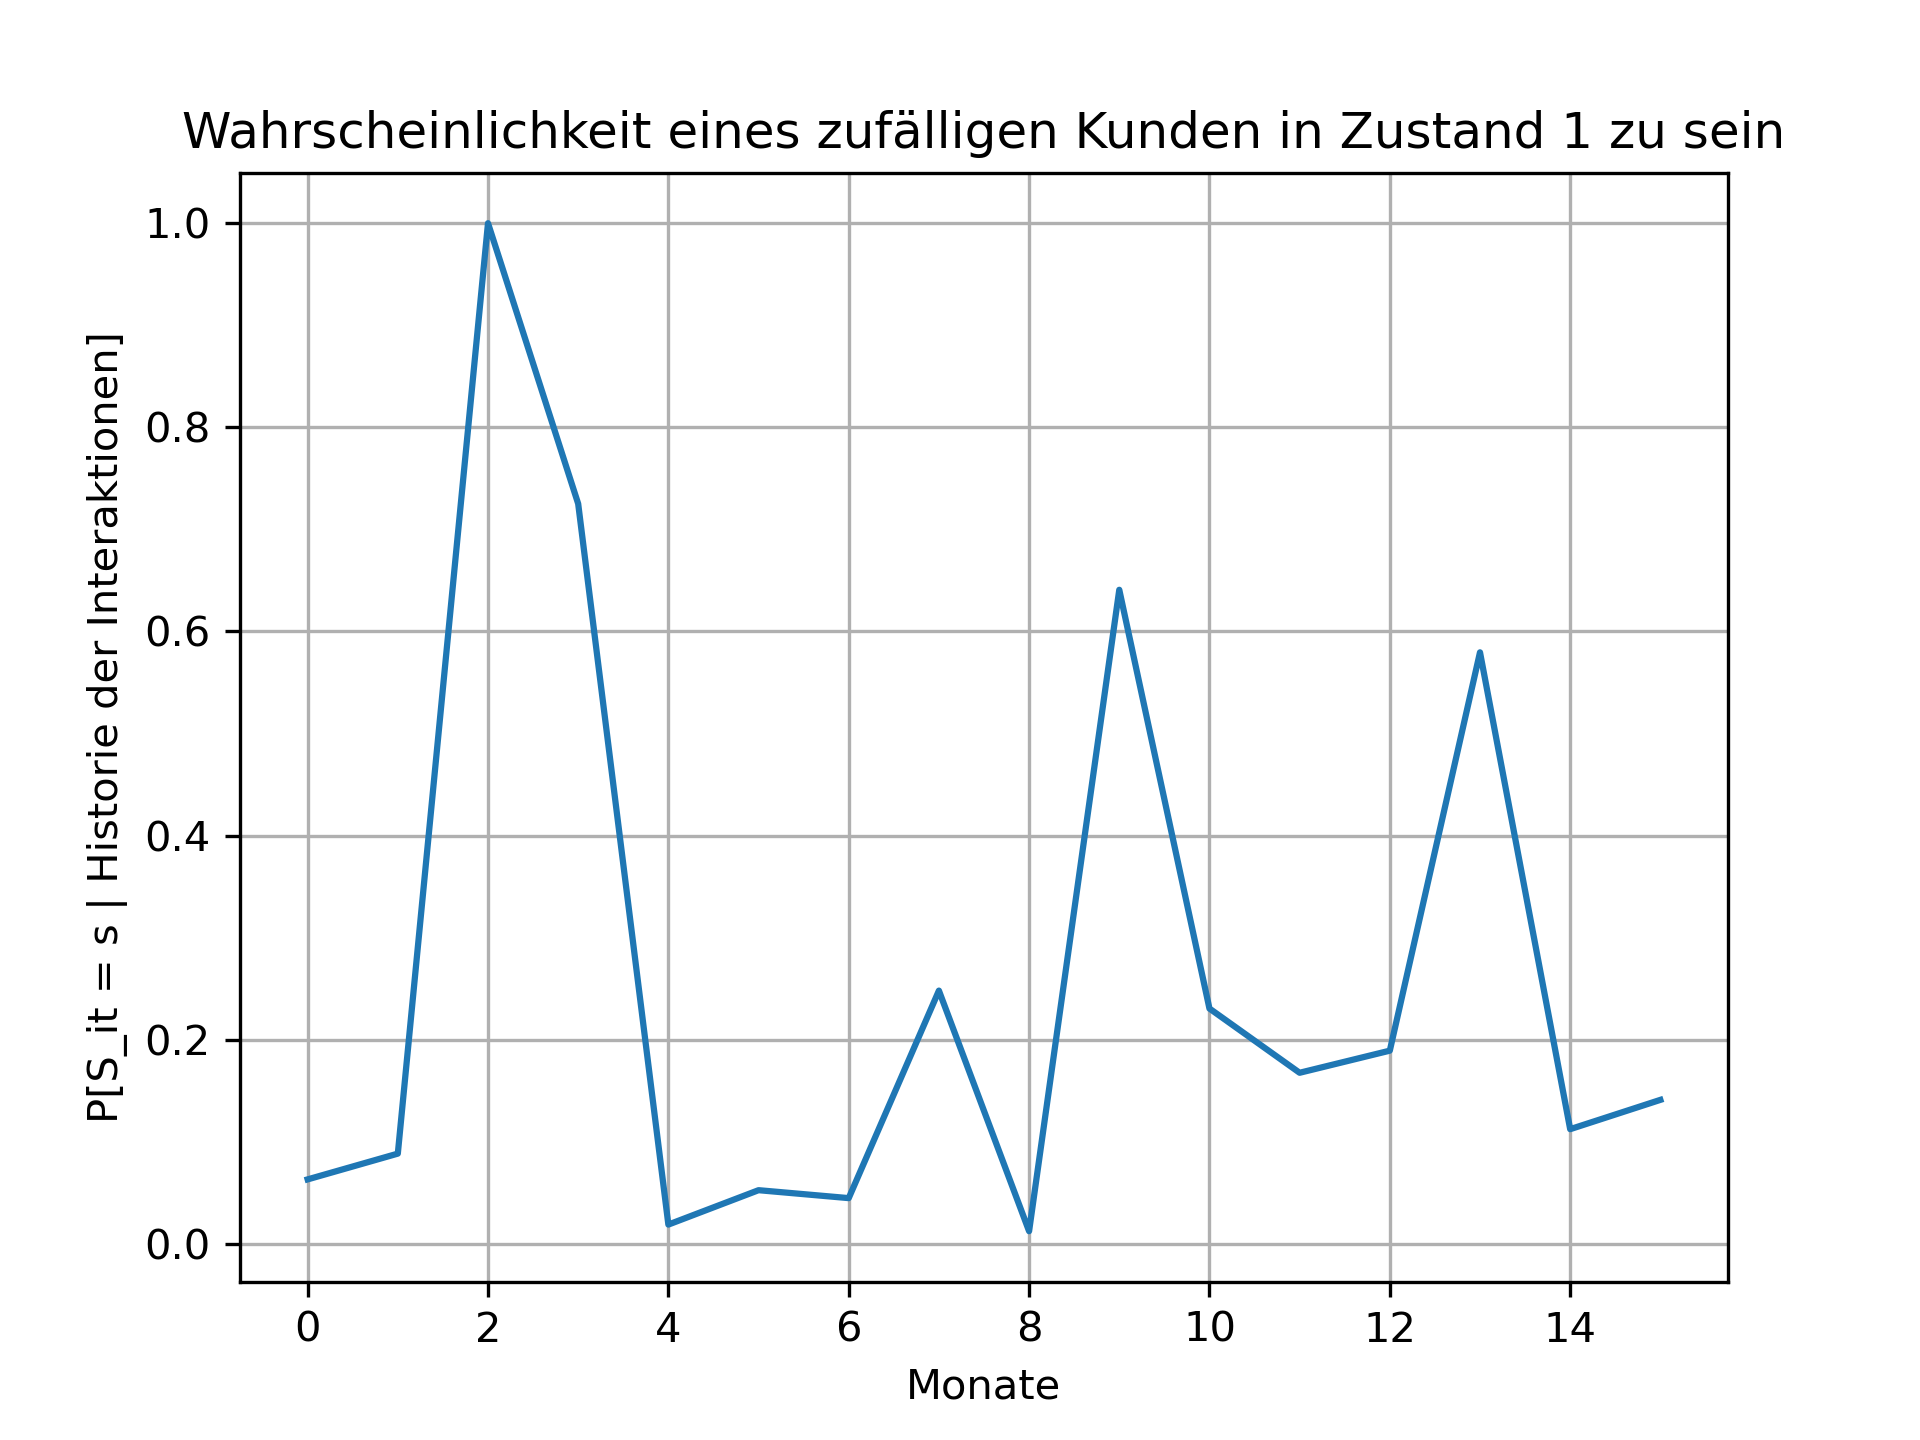 Wahrscheinlichkeit eines zufälligen Kunden in Zustand 1 zu sein
P[S_it = s | Historie der Interaktionen]
1.0
0.8
0.6
0.4
0.2
0.0
0 2 4 6 8 10 12 14
Monate